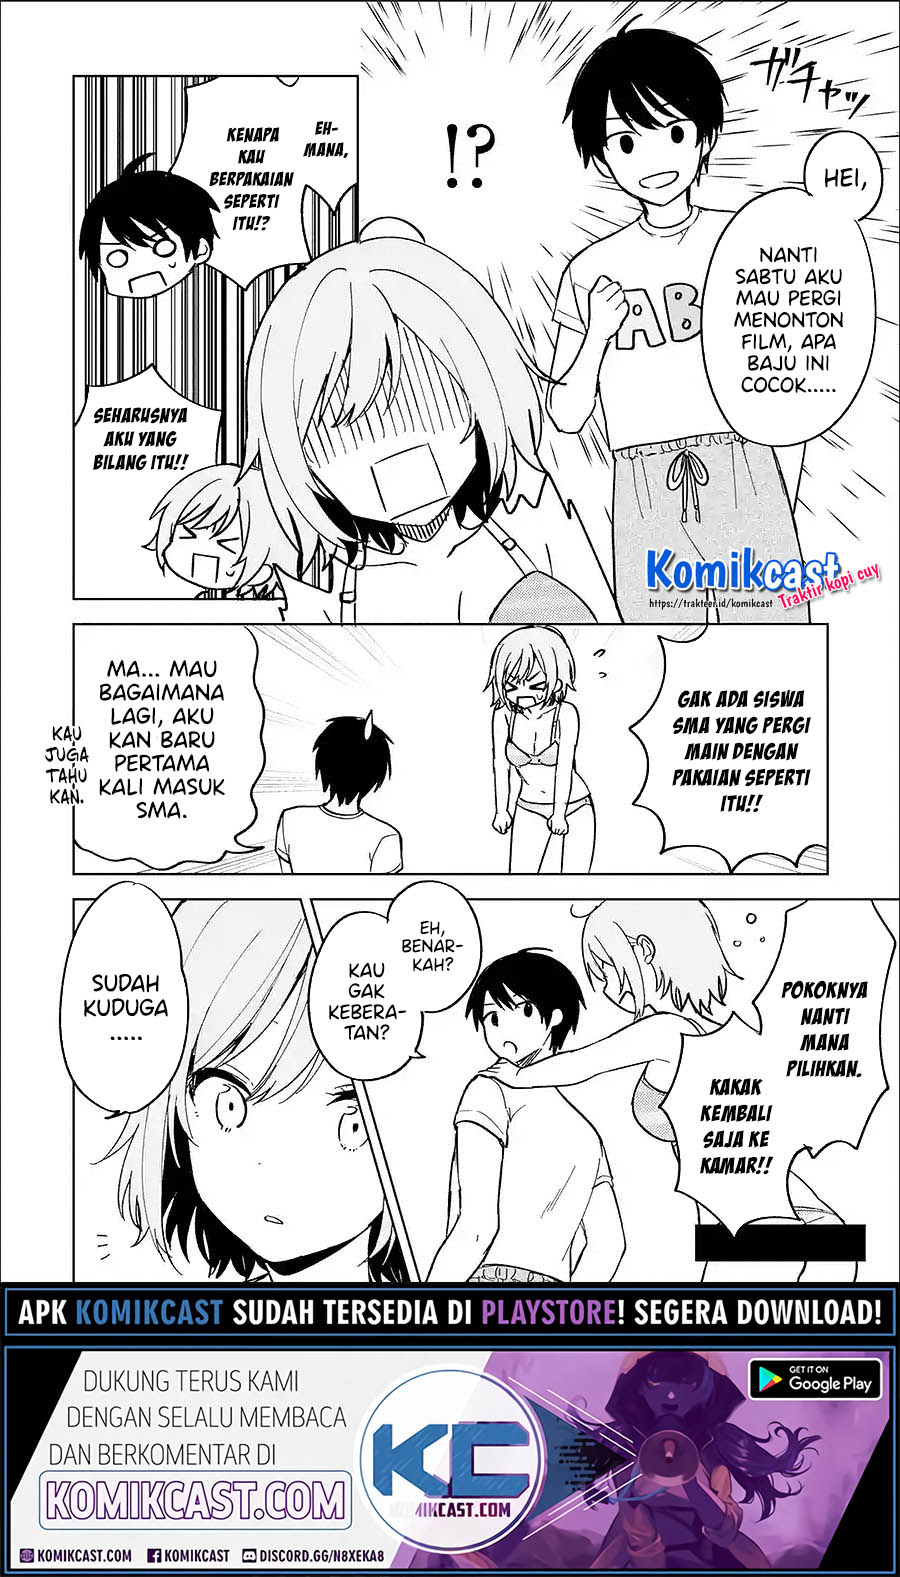 ガチャッ
HEI,
NANTI
SABTU AKU
MAU PERGI
MENONTON
FILM, APA
BAJU INI
COCOK.....
ABC
!?
EH-
MANA,
KENAPA
KAU
BERPAKAIAN
SEPERTI
ITU!?
SEHARUSNYA
AKU YANG
BILANG ITU!!
Komikcast
Traktir kopi cuy
https://trakteer.id/komikcast
GAK ADA SISWA
SMA YANG PERGI
MAIN DENGAN
PAKAIAN SEPERTI
ITU!!
MA... MAU
BAGAIMANA
LAGI, AKU
KAN BARU
PERTAMA
KALI MASUK
SMA.
KAU
JUGA
TAHU
KAN.
POKOKNYA
NANTI
MANA
PILIHKAN.
KAKAK
KEMBALI
SAJA KE
KAMAR!!
EH,
BENAR-
KAH?
KAU
GAK
KEBERA-
TAN?
SUDAH
KUDUGA
.....
APK KOMIKCAST SUDAH TERSEDIA DI PLAYSTORE! SEGERA DOWNLOAD!
DUKUNG TERUS KAMI
DENGAN SELALU MEMBACA
DAN BERKOMENTAR DI
KOMIKCAST.COM
KC
KOMIKCAST.COM
GET IT ON
Google Play
KOMIKCAST.COM
KOMIKCAST
DISCORD.GG/N8XEKA8